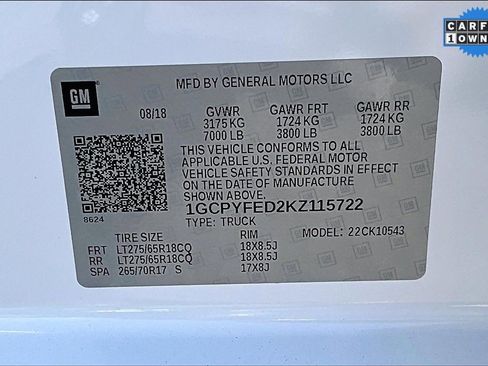 CARF
1 OWN
GM
MFD BY GENERAL MOTORS LLC
08/18 GVWR GAWR FRT GAWR RR
3175 KG 1724 KG 1724 KG
7000 LB 3800 LB 3800 LB
THIS VEHICLE CONFORMS TO ALL
APPLICABLE U.S. FEDERAL MOTOR
VEHICLE SAFETY STANDARDS IN
EFFECT ON THE DATE OF MANUFACTURE
SHOWN ABOVE.
8624
1GCPYFED2KZ115722
TYPE: TRUCK
MODEL: 22CK10543
TIRE SIZE RIM
FRT LT275/65R18CQ 18X8.5J
RR LT275/65R18CQ 18X8.5J
SPA 265/70R17 S 17X8J